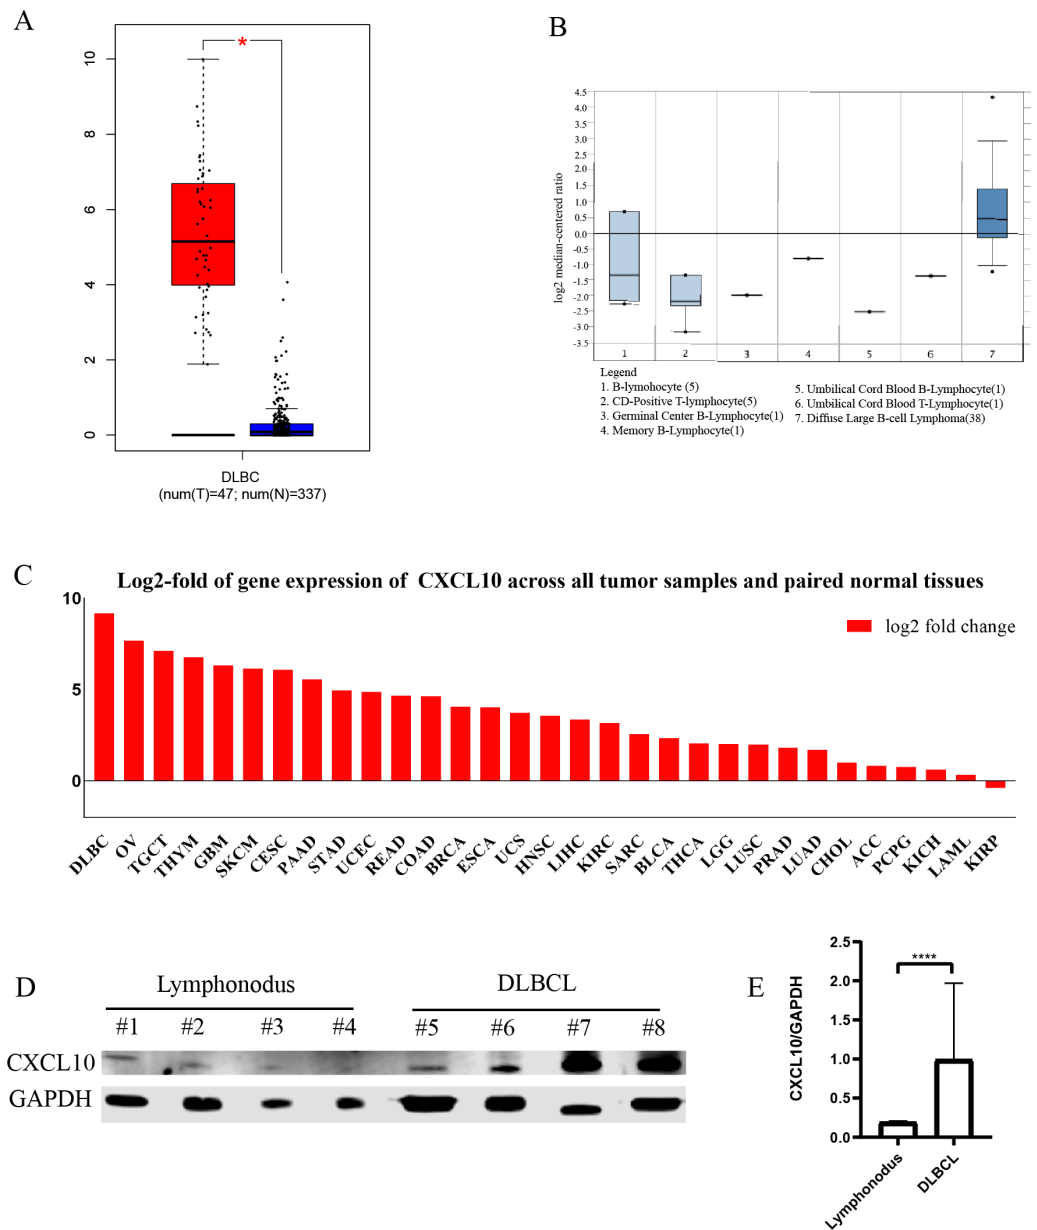 A
*
10
8
6
4
2
0
DLBC
(num(T)=47; num(N)=337)
B
log2 median-centered ratio
4.5
4.0
3.5
3.0
2.5
2.0
1.5
1.0
0.5
0.0
-0.5
-1.0
-1.5
-2.0
-2.5
-3.0
-3.5
1 2 3 4 5 6 7
Legend
1. B-lymohocyte (5)
2. CD-Positive T-lymphocyte(5)
3. Germinal Center B-Lymphocyte(1)
4. Memory B-Lymphocyte(1)
5. Umbilical Cord Blood B-Lymphocyte(1)
6. Umbilical Cord Blood T-Lymphocyte(1)
7. Diffuse Large B-cell Lymphoma(38)
C
Log2-fold of gene expression of CXCL10 across all tumor samples and paired normal tissues
log2 fold change
10
5
0
DLBC OV TGCT THYM GBM SKCM CESC PAAD STAD UCEC READ COAD BRCA ESCA UCS HNSC LIHC KIRC SARC BLCA THCA LGG LUSC PRAD LUAD CHOL ACC PCPG KICH LAML KIRP
D
Lymphonodus DLBCL
#1 #2 #3 #4 #5 #6 #7 #8
CXCL10
GAPDH
E
CXCL10/GAPDH
2.5
2.0
1.5
1.0
0.5
0.0
****
Lymphonodus
DLBCL